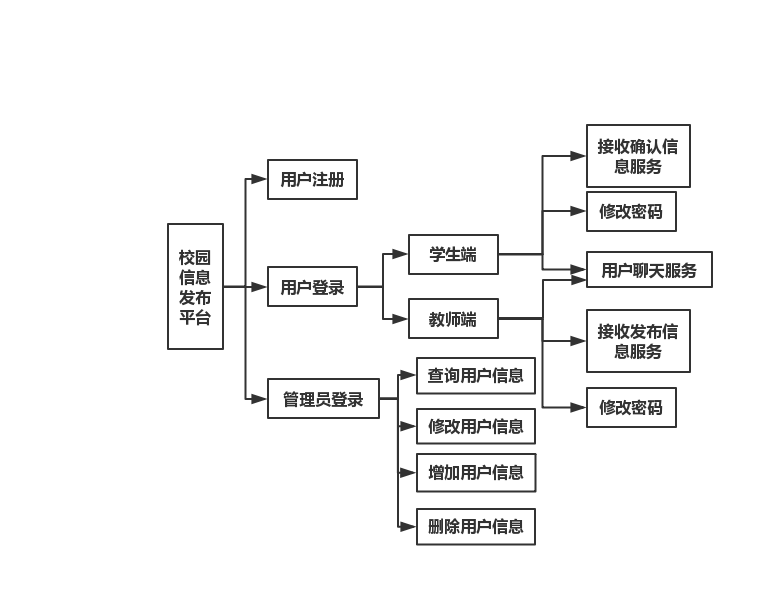 校园
信息
发布
平台
用户注册
用户登录
管理员登录
学生端
教师端
查询用户信息
修改用户信息
增加用户信息
删除用户信息
接收确认信
息服务
修改密码
用户聊天服务
接收发布信
息服务
修改密码